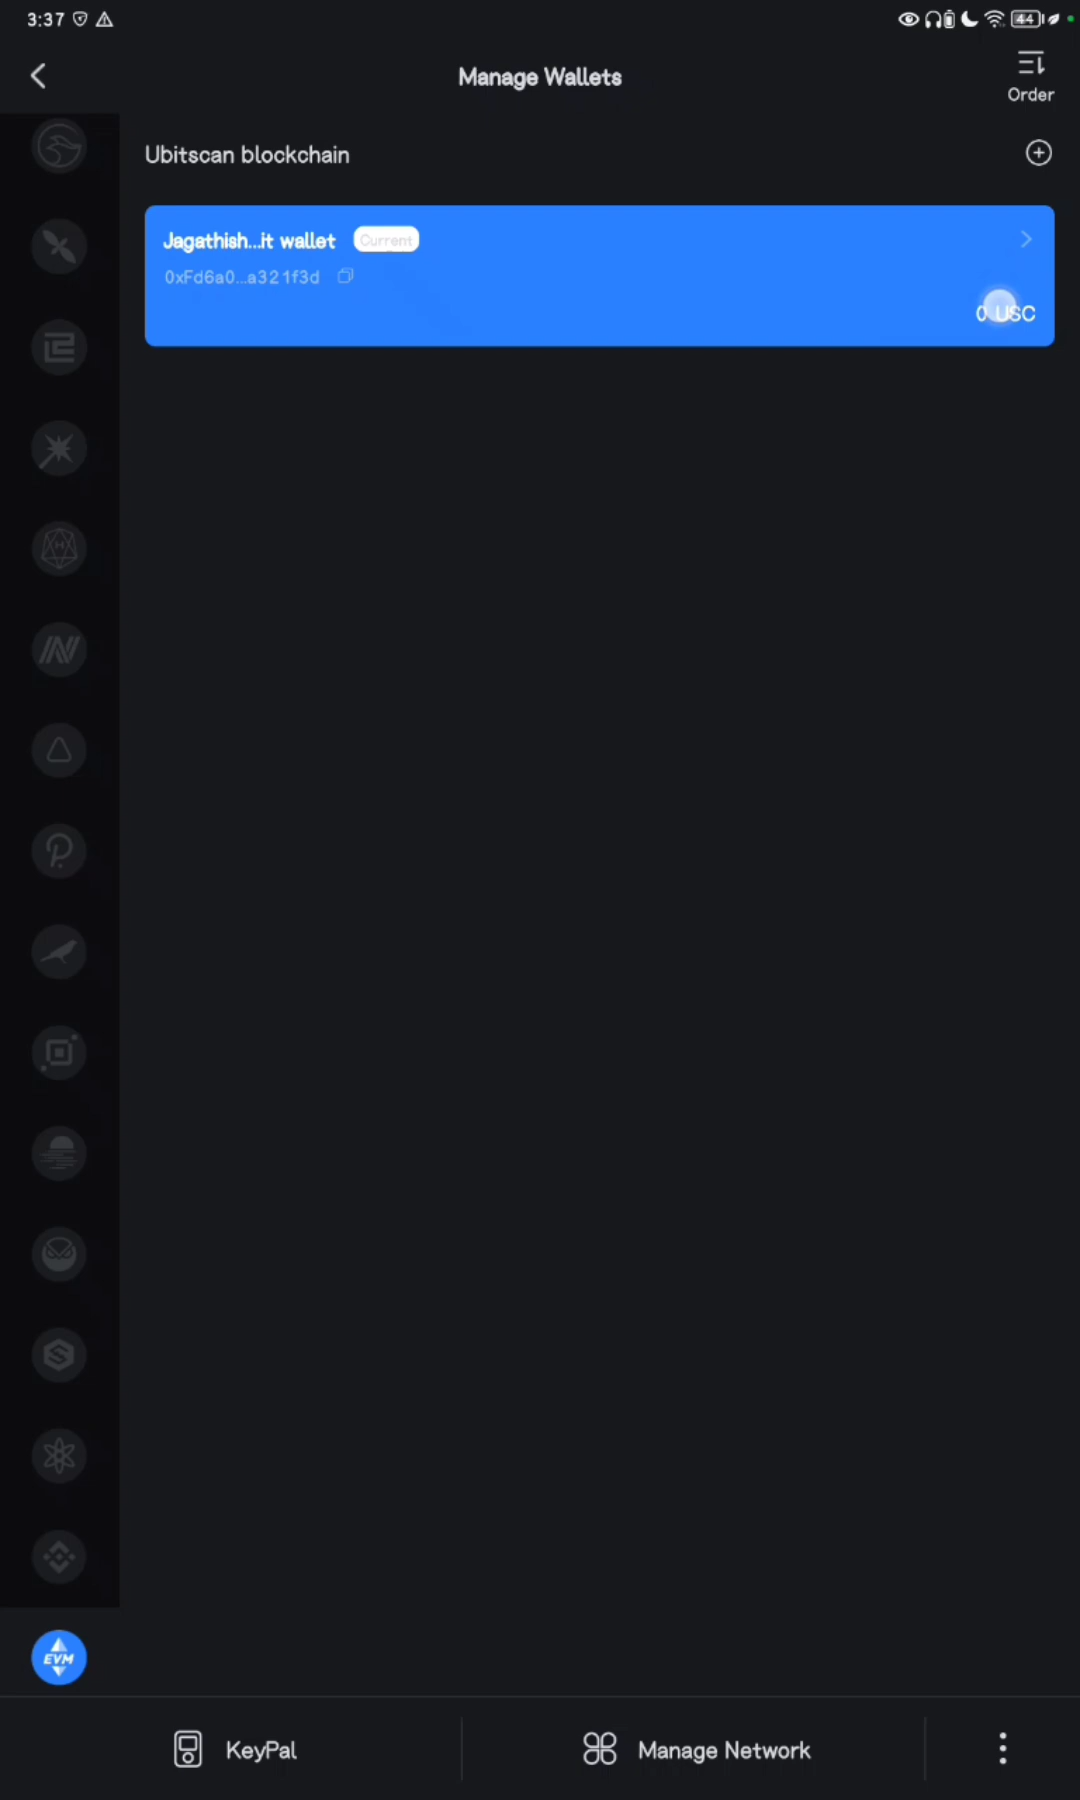 3:37
44
Manage Wallets
Order
Ubitscan blockchain
Jagathish...it wallet
Current
0xFd6a0...a321f3d
0 USC
EVM
KeyPal
Manage Network